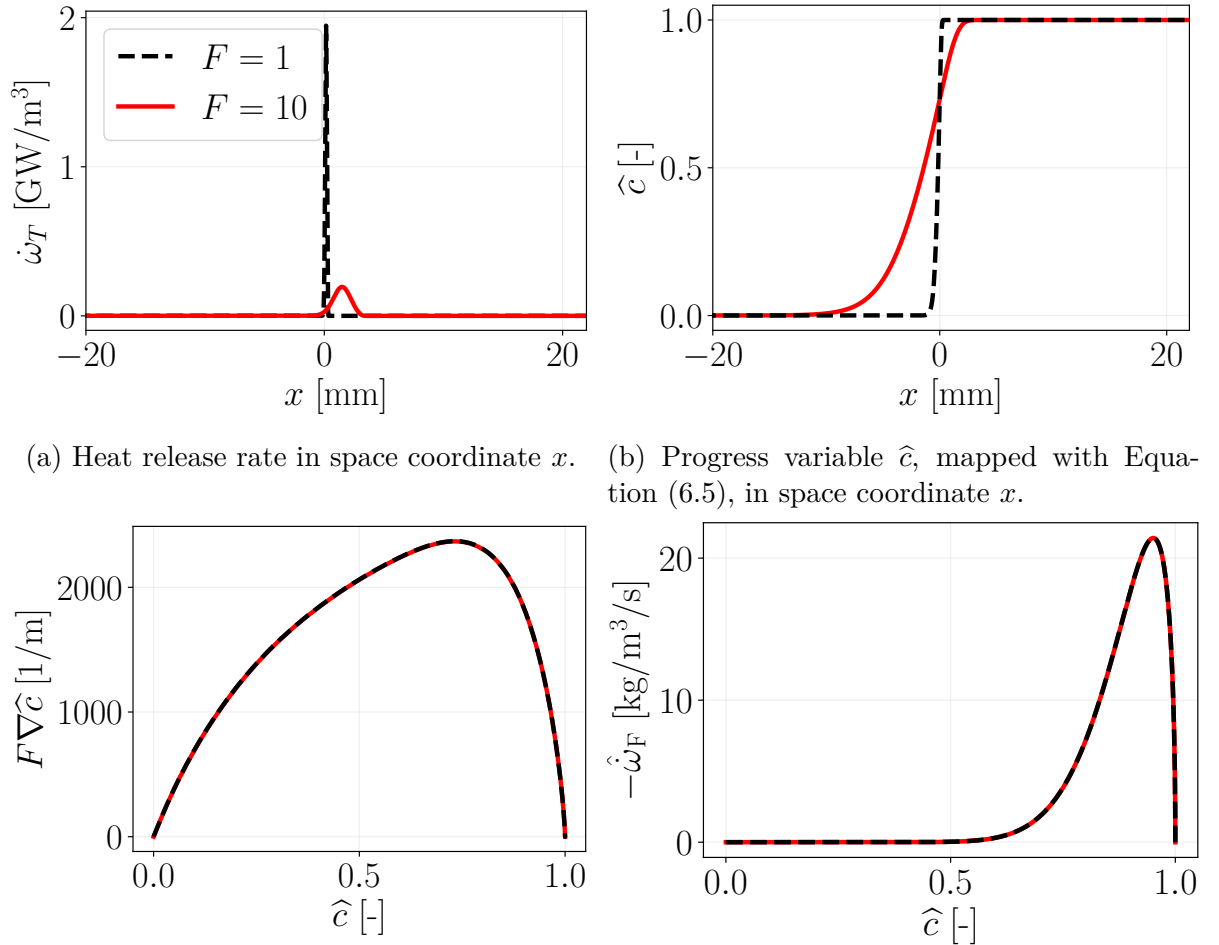 2
1
0
ω̇_T [GW/m³]
F = 1
F = 10
−20
0
20
x [mm]
1.0
0.5
0.0
ĉ [-]
−20
0
20
x [mm]
(a) Heat release rate in space coordinate x.
(b) Progress variable ĉ, mapped with Equa-
tion (6.5), in space coordinate x.
2000
1000
0
F∇ĉ [1/m]
0.0
0.5
1.0
ĉ [-]
20
10
0
−ω̇̂_F [kg/m³/s]
0.0
0.5
1.0
ĉ [-]